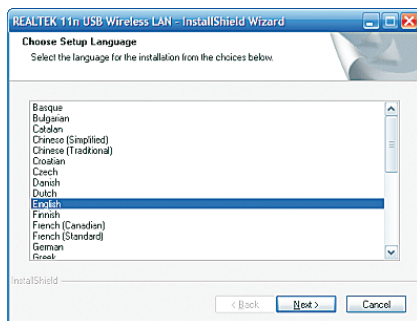 REALTEK 11n USB Wireless LAN - InstallShield Wizard
Choose Setup Language
Select the language for the installation from the choices below.
Basque
Bulgarian
Catalan
Chinese (Simplified)
Chinese (Traditional)
Croatian
Czech
Danish
Dutch
English
Finnish
French (Canadian)
French (Standard)
German
Greek
InstallShield
< Back
Next >
Cancel